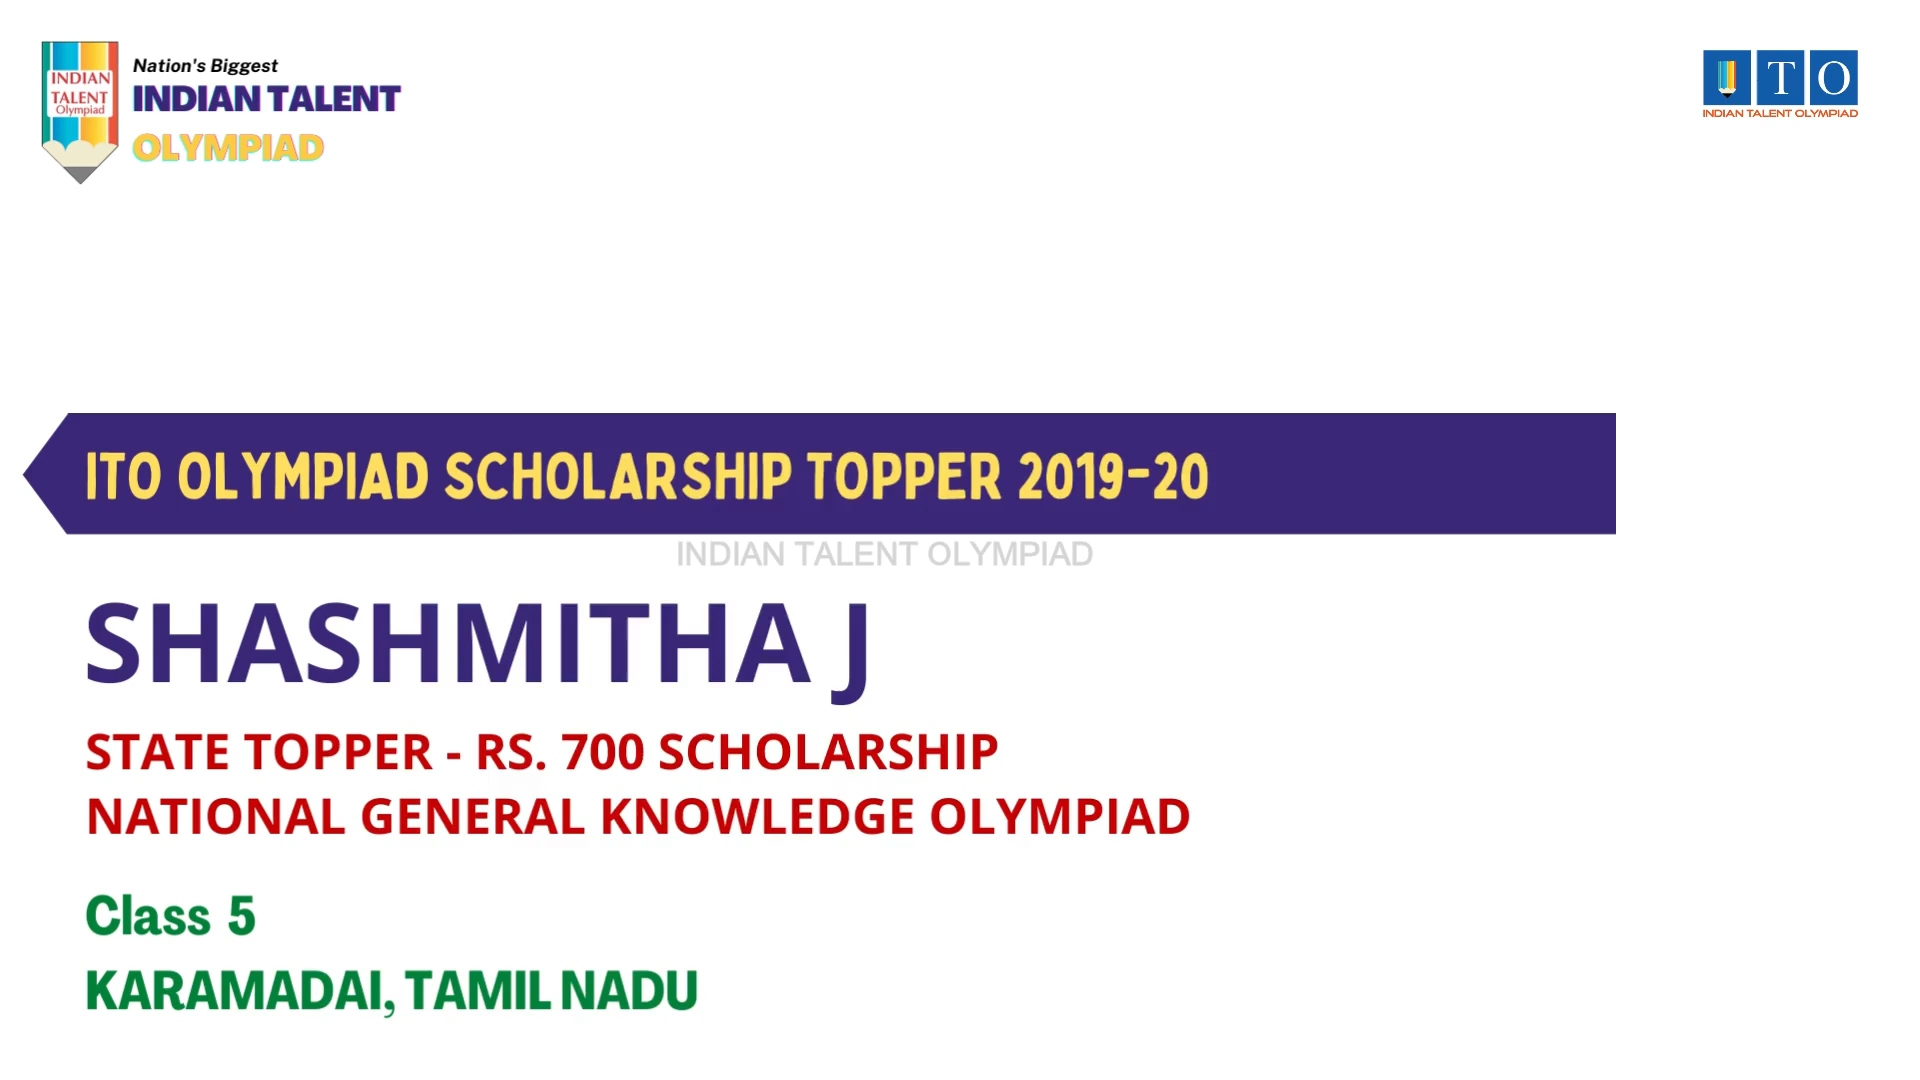 INDIAN
TALENT
Olympiad
Nation's Biggest
INDIAN TALENT
OLYMPIAD
TO
INDIAN TALENT OLYMPIAD
ITO OLYMPIAD SCHOLARSHIP TOPPER 2019-20
INDIAN TALENT OLYMPIAD
SHASHMITHA J
STATE TOPPER - RS. 700 SCHOLARSHIP
NATIONAL GENERAL KNOWLEDGE OLYMPIAD
Class 5
KARAMADAI, TAMIL NADU